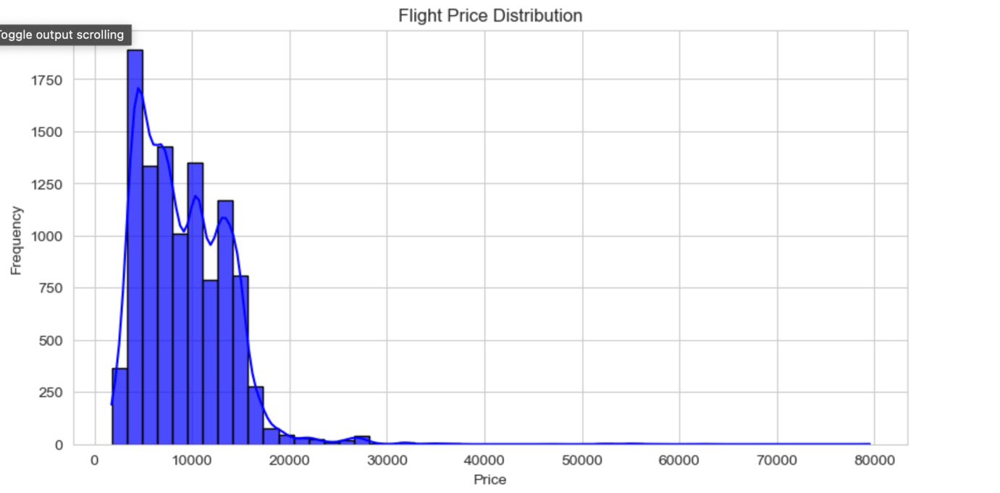 Flight Price Distribution
Toggle output scrolling
1750
1500
1250
1000
750
500
250
0
Frequency
0 10000 20000 30000 40000 50000 60000 70000 80000
Price